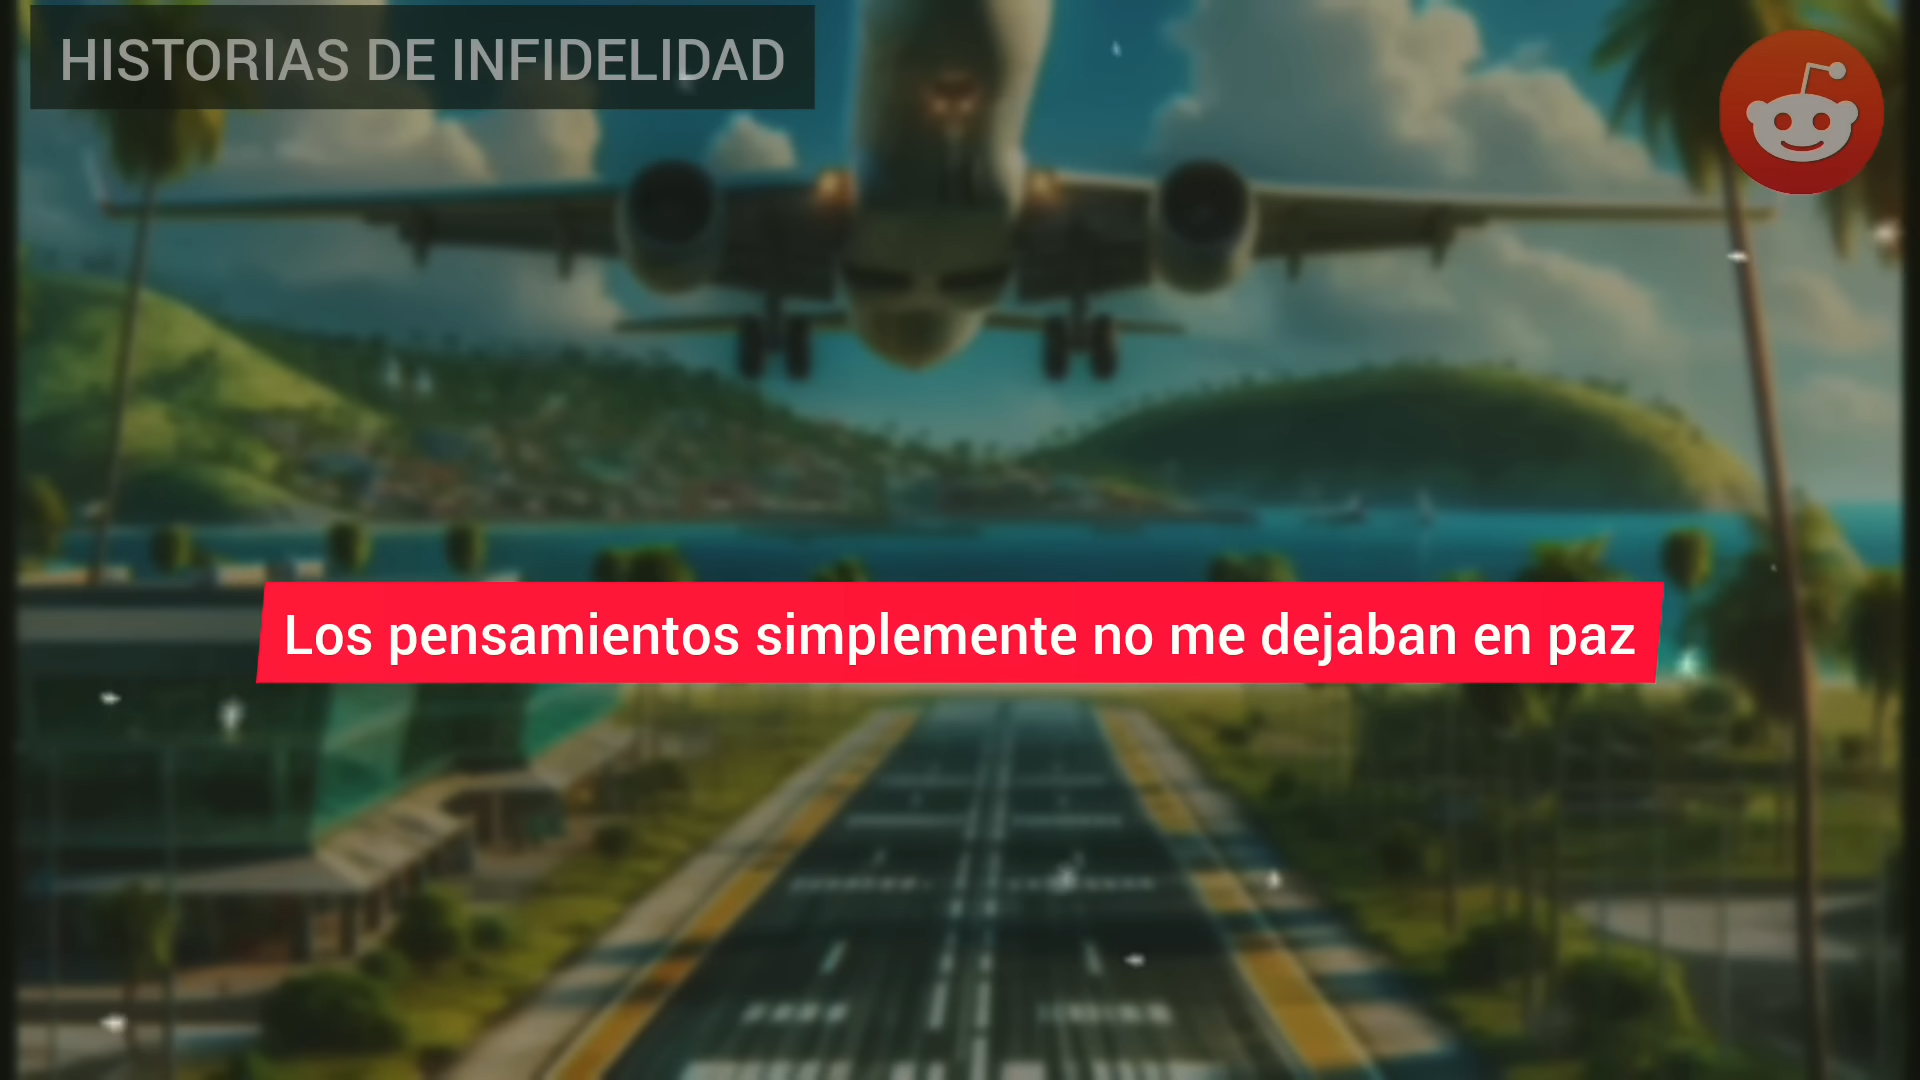 HISTORIAS DE INFIDELIDAD
Los pensamientos simplemente no me dejaban en paz